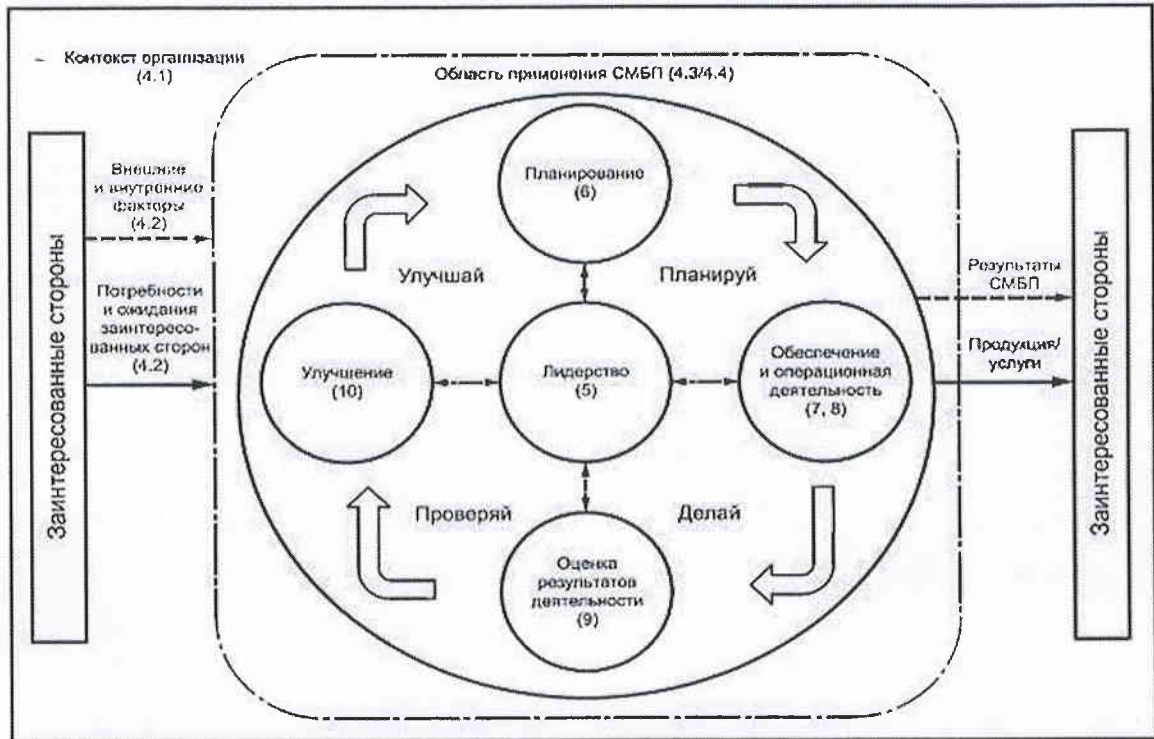 Контекст организации
(4.1)
Область применения СМБП (4.3/4.4)
Заинтересованные стороны
Внешние
и внутренние
факторы
(4.2)
Потребности
и ожидания
заинтересо-
ванных сторон
(4.2)
Планирование
(6)
Улучшай
Планируй
Улучшение
(10)
Лидерство
(5)
Обеспечение
и операционная
деятельность
(7, 8)
Проверяй
Делай
Оценка
результатов
деятельности
(9)
Результаты
СМБП
Продукция/
услуги
Заинтересованные стороны